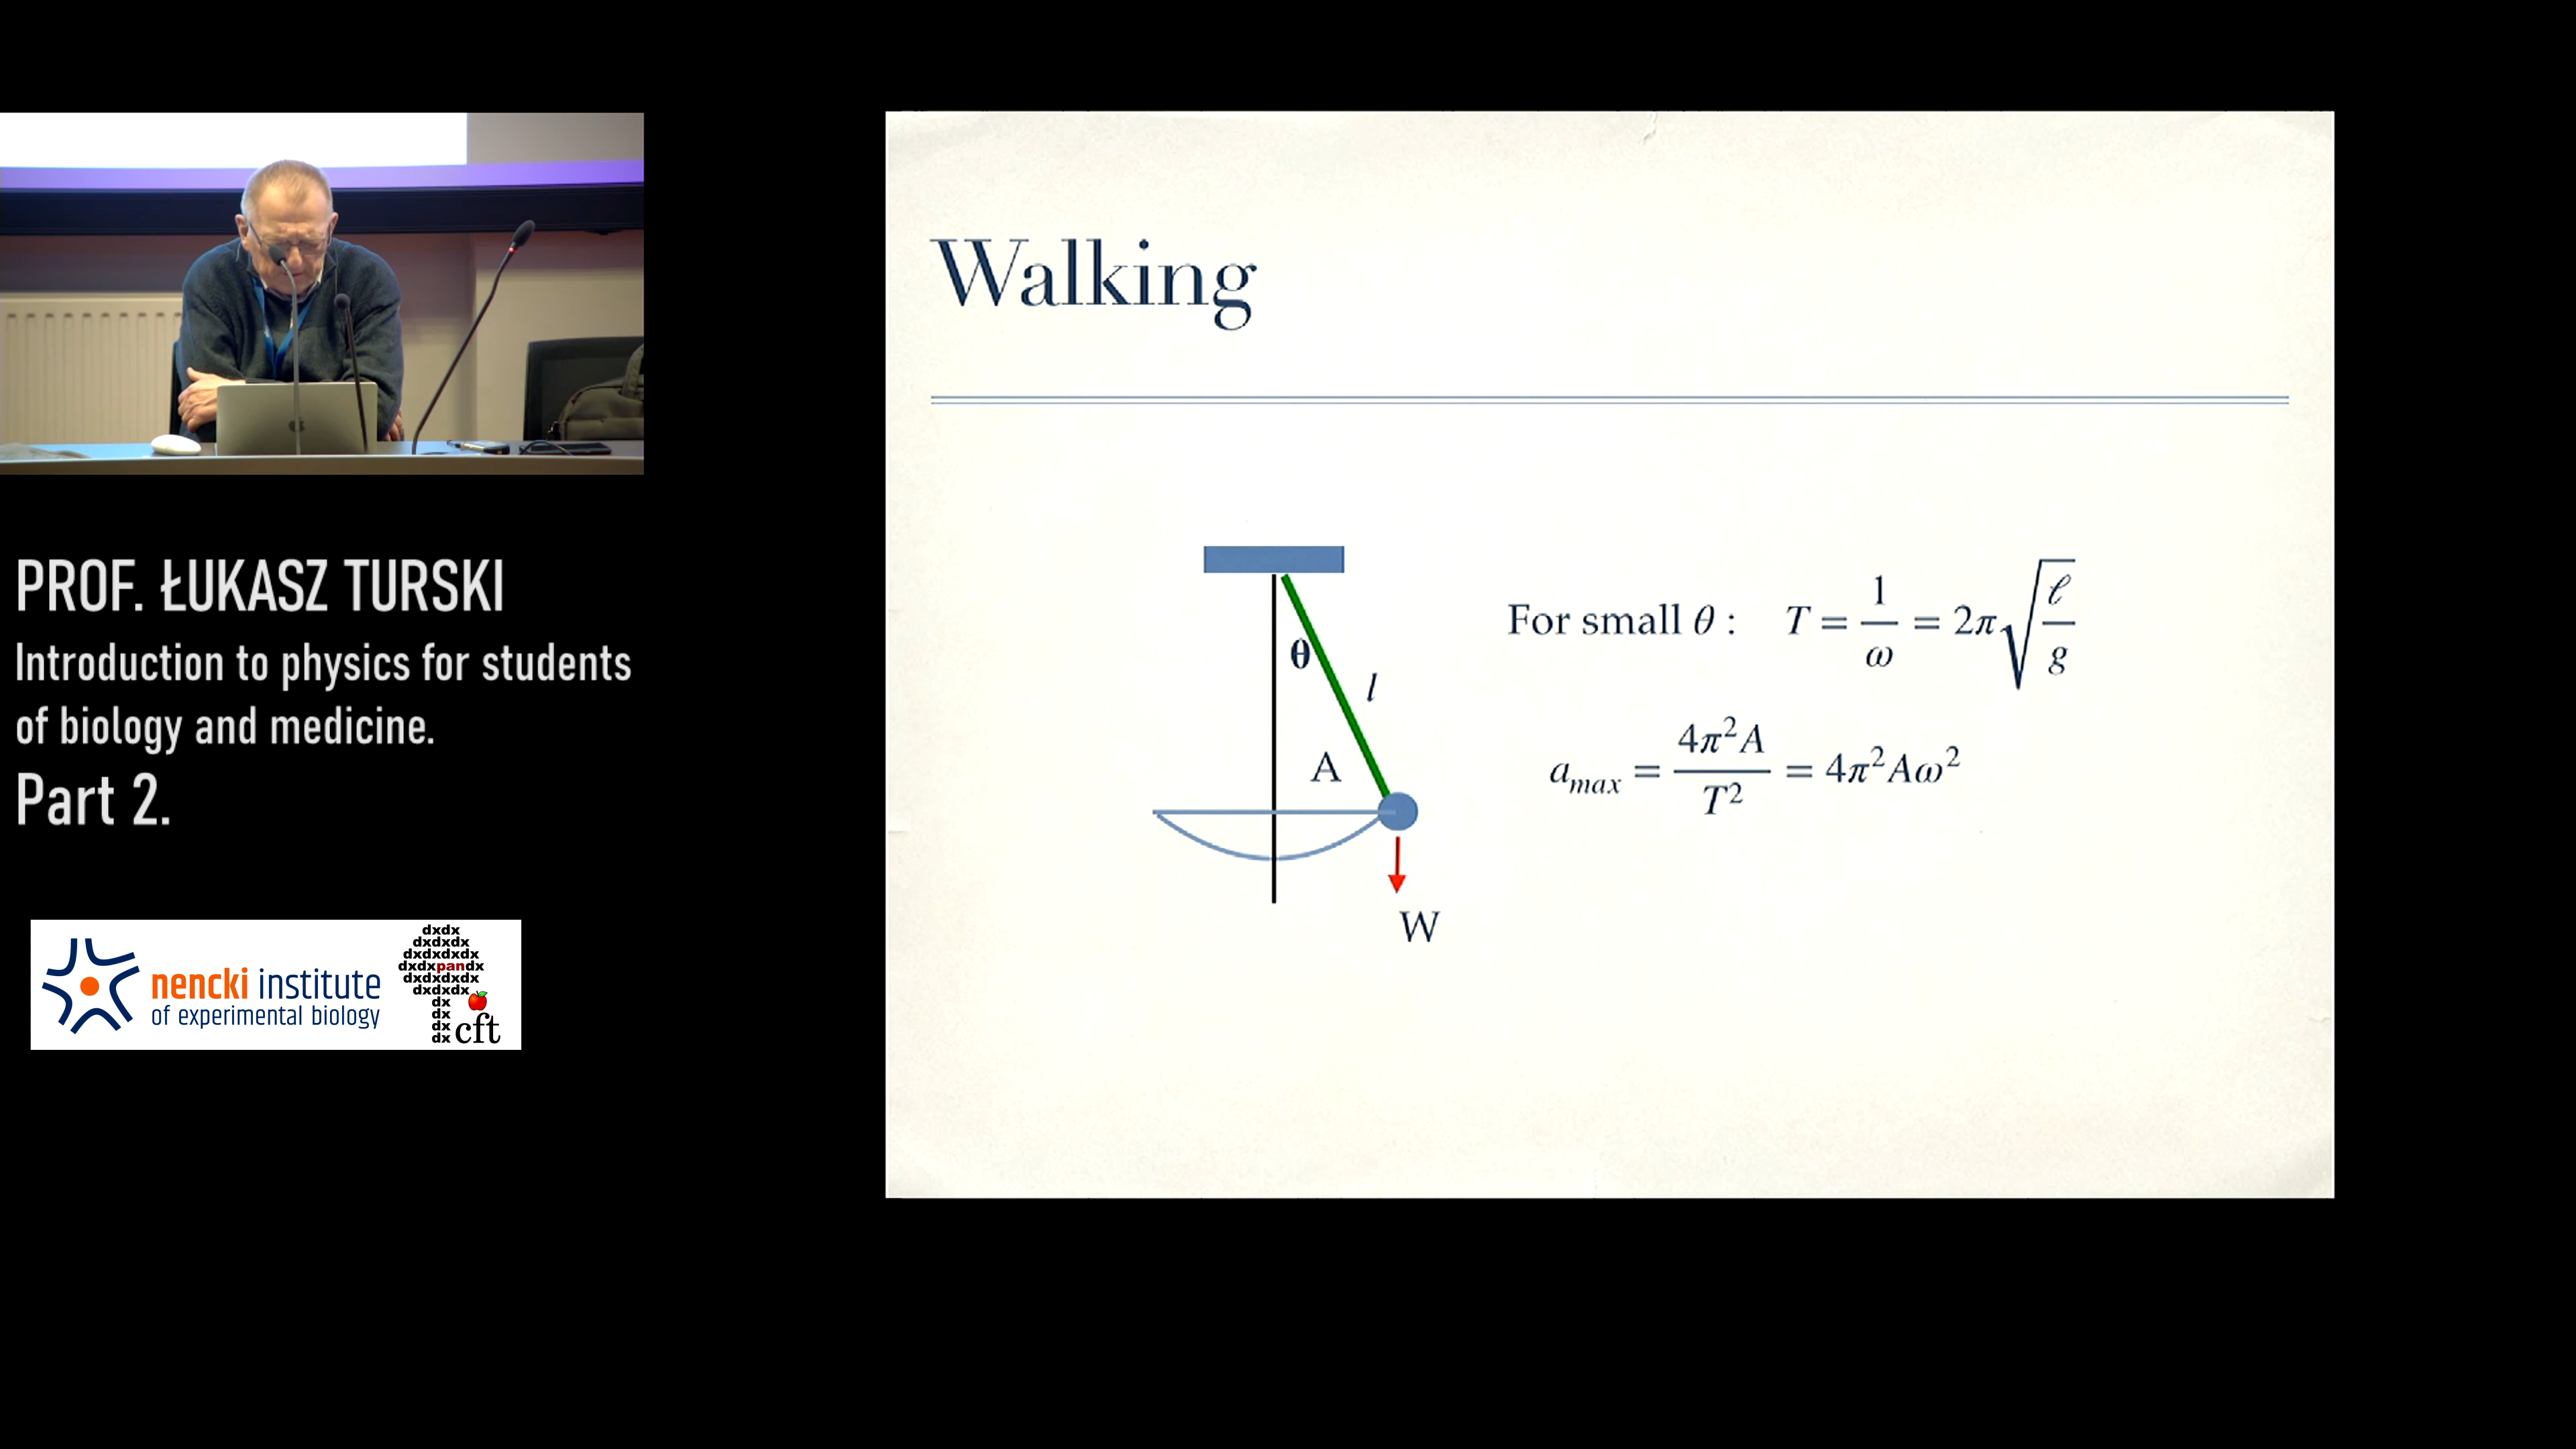 PROF. ŁUKASZ TURSKI
Introduction to physics for students
of biology and medicine.
Part 2.
nencki institute
of experimental biology
dxdx
dxdxdx
dxdxdxdx
dxdxpandx
dxdxdxdx
dxdxdx
dx
dx
dx
dx cft
Walking
θ
l
A
W
For small θ : T = 1/ω = 2π√(ℓ/g)
a_max = 4π²A/T² = 4π²Aω²